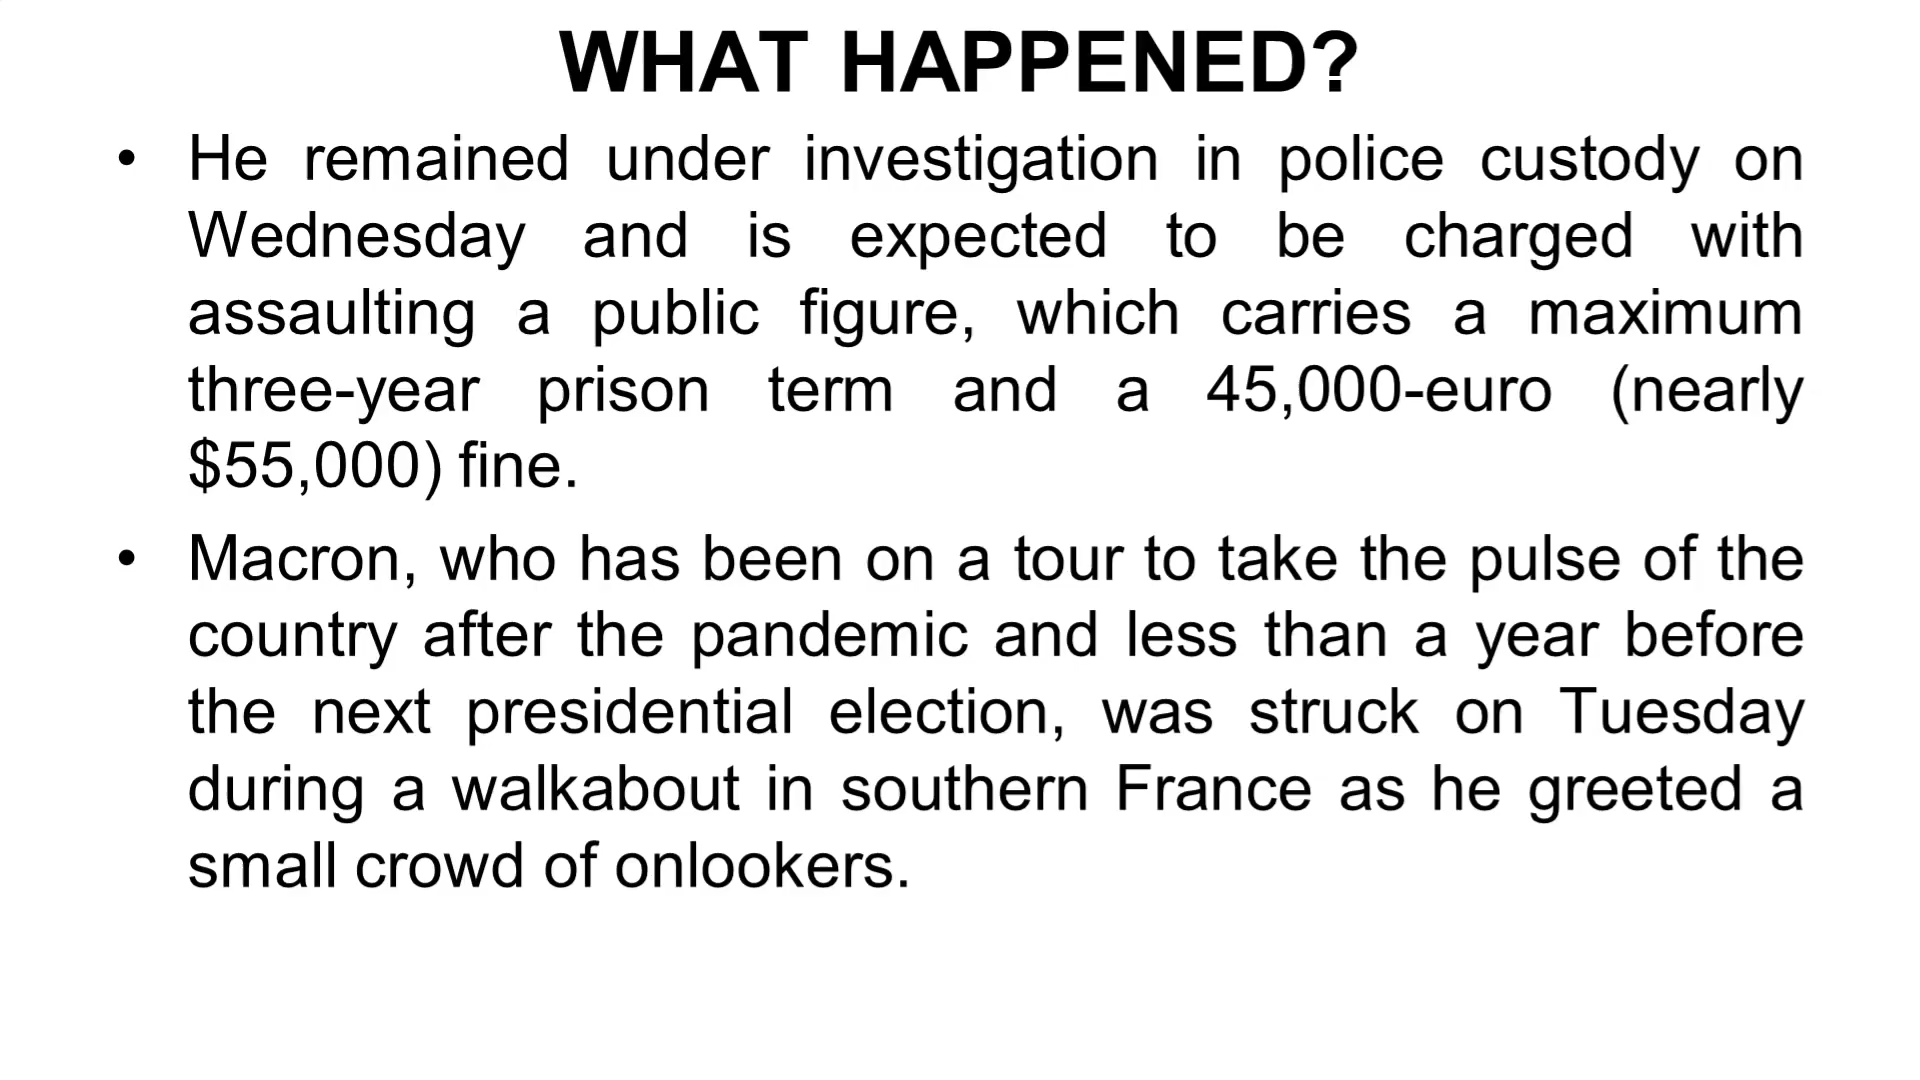 WHAT HAPPENED?
• He remained under investigation in police custody on
Wednesday and is expected to be charged with
assaulting a public figure, which carries a maximum
three-year prison term and a 45,000-euro (nearly
$55,000) fine.
• Macron, who has been on a tour to take the pulse of the
country after the pandemic and less than a year before
the next presidential election, was struck on Tuesday
during a walkabout in southern France as he greeted a
small crowd of onlookers.